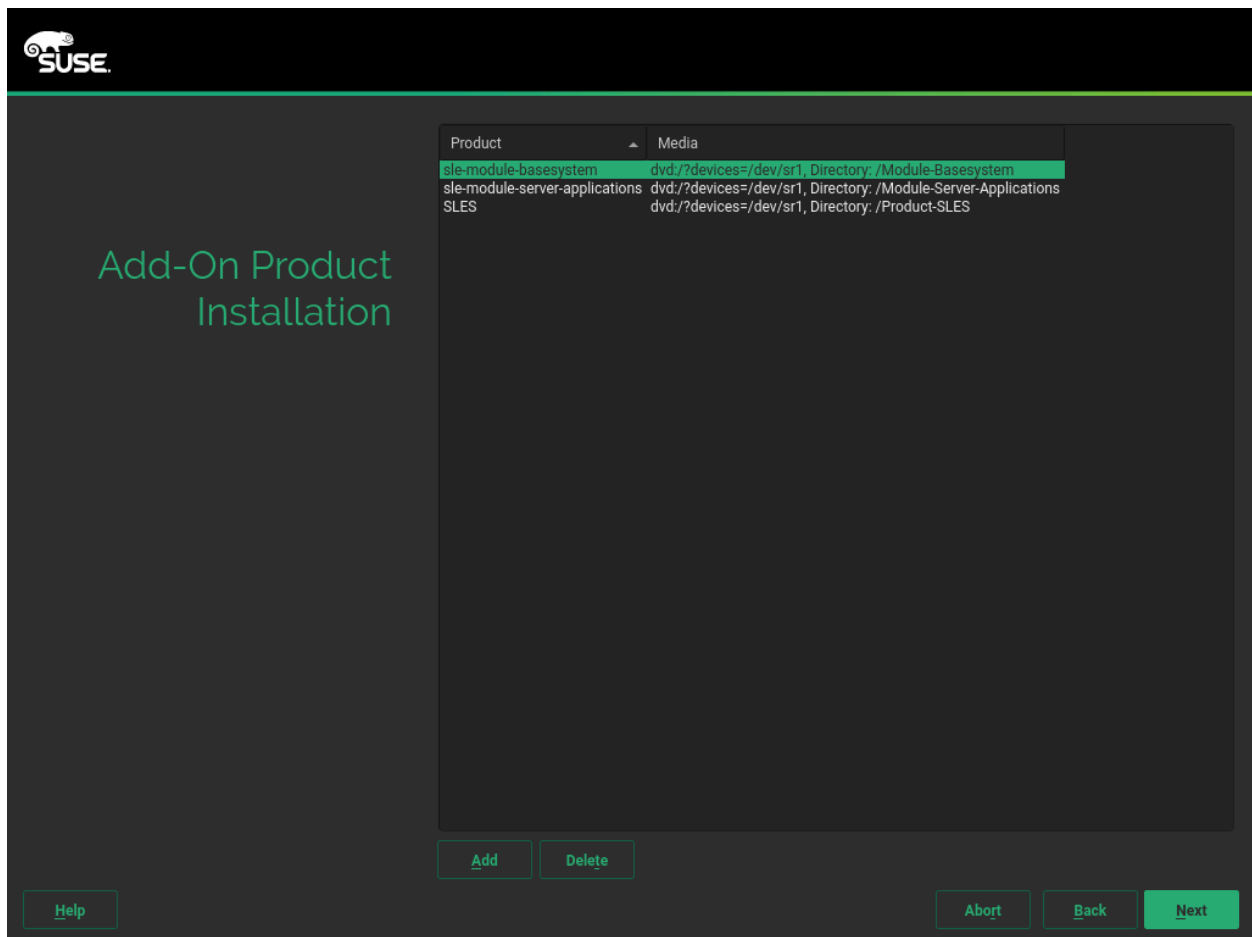 SUSE.
Add-On Product
Installation
Product Media
sle-module-basesystem dvd:/?devices=/dev/sr1, Directory: /Module-Basesystem
sle-module-server-applications dvd:/?devices=/dev/sr1, Directory: /Module-Server-Applications
SLES dvd:/?devices=/dev/sr1, Directory: /Product-SLES
Add Delete
Help Abort Back Next